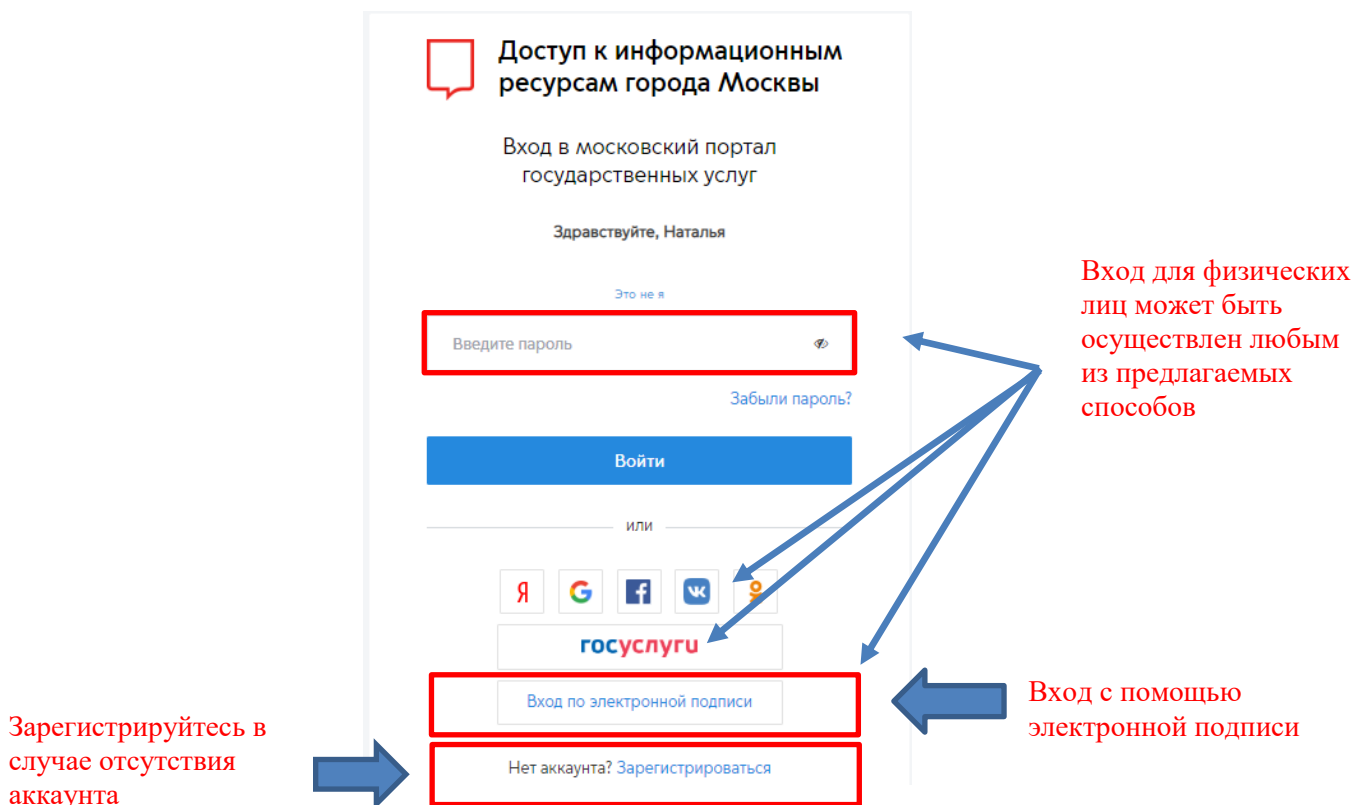 Доступ к информационным
ресурсам города Москвы
Вход в московский портал
государственных услуг
Здравствуйте, Наталья
Это не я
Введите пароль
Забыли пароль?
Войти
или
Я G f VK
госуслуги
Вход по электронной подписи
Нет аккаунта? Зарегистрироваться
Вход для физических
лиц может быть
осуществлен любым
из предлагаемых
способов
Вход с помощью
электронной подписи
Зарегистрируйтесь в
случае отсутствия
аккаунта